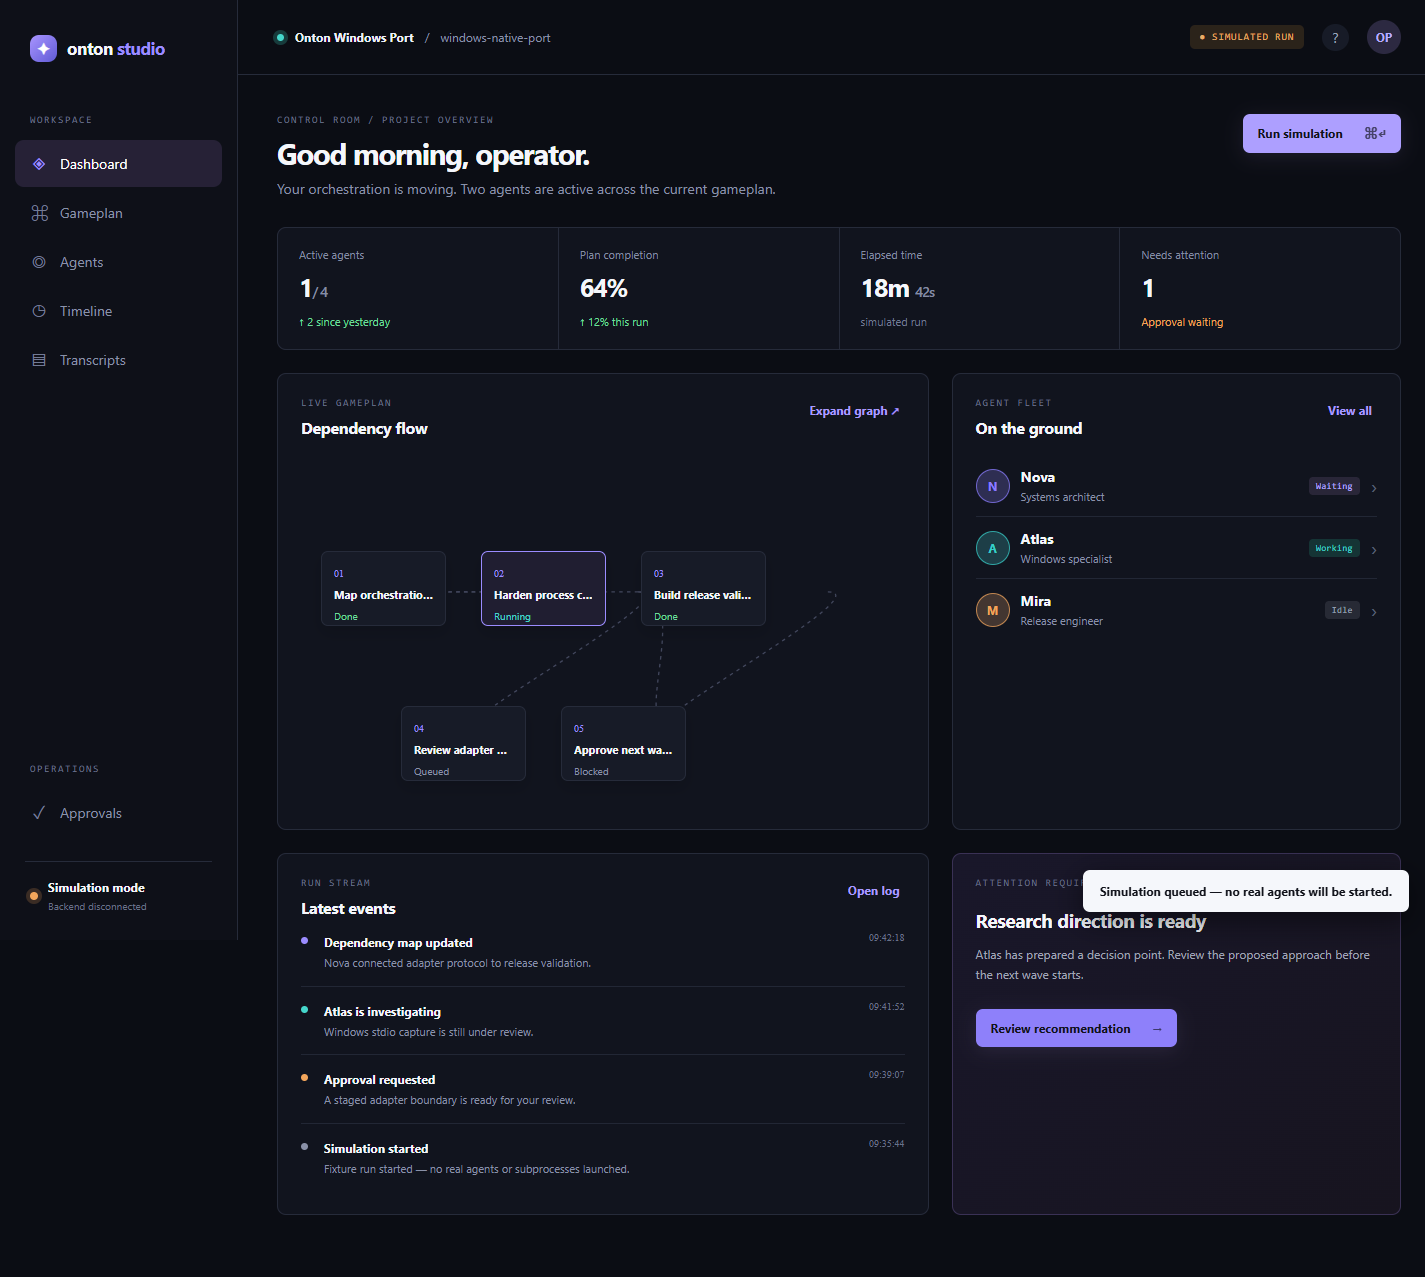 onton studio
WORKSPACE
Dashboard
Gameplan
Agents
Timeline
Transcripts
OPERATIONS
Approvals
Simulation mode
Backend disconnected
Onton Windows Port / windows-native-port
SIMULATED RUN
?
OP
CONTROL ROOM / PROJECT OVERVIEW
Good morning, operator.
Your orchestration is moving. Two agents are active across the current gameplan.
Run simulation ⌘↵
Active agents
1/ 4
↑ 2 since yesterday
Plan completion
64%
↑ 12% this run
Elapsed time
18m 42s
simulated run
Needs attention
1
Approval waiting
LIVE GAMEPLAN
Dependency flow
Expand graph ↗
01
Map orchestratio...
Done
02
Harden process c...
Running
03
Build release vali...
Done
04
Review adapter ...
Queued
05
Approve next wa...
Blocked
AGENT FLEET
On the ground
View all
N
Nova
Systems architect
Waiting
A
Atlas
Windows specialist
Working
M
Mira
Release engineer
Idle
RUN STREAM
Latest events
Open log
Dependency map updated
Nova connected adapter protocol to release validation.
09:42:18
Atlas is investigating
Windows stdio capture is still under review.
09:41:52
Approval requested
A staged adapter boundary is ready for your review.
09:39:07
Simulation started
Fixture run started — no real agents or subprocesses launched.
09:35:44
ATTENTION REQUI
Simulation queued — no real agents will be started.
Research direction is ready
Atlas has prepared a decision point. Review the proposed approach before
the next wave starts.
Review recommendation →